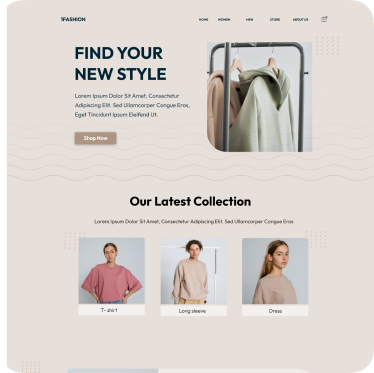 1FASHION
HOME WOMEN MEN STORE ABOUT US
FIND YOUR
NEW STYLE
Lorem Ipsum Dolor Sit Amet, Consectetur
Adipiscing Elit. Sed Ullamcorper Congue Eros,
Eget Tincidunt Ipsum Eleifend Ut.
Shop Now
Our Latest Collection
Lorem Ipsum Dolor Sit Amet, Consectetur Adipiscing Elit. Sed Ullamcorper Congue Eros
T- shirt
Long sleeve
Dress